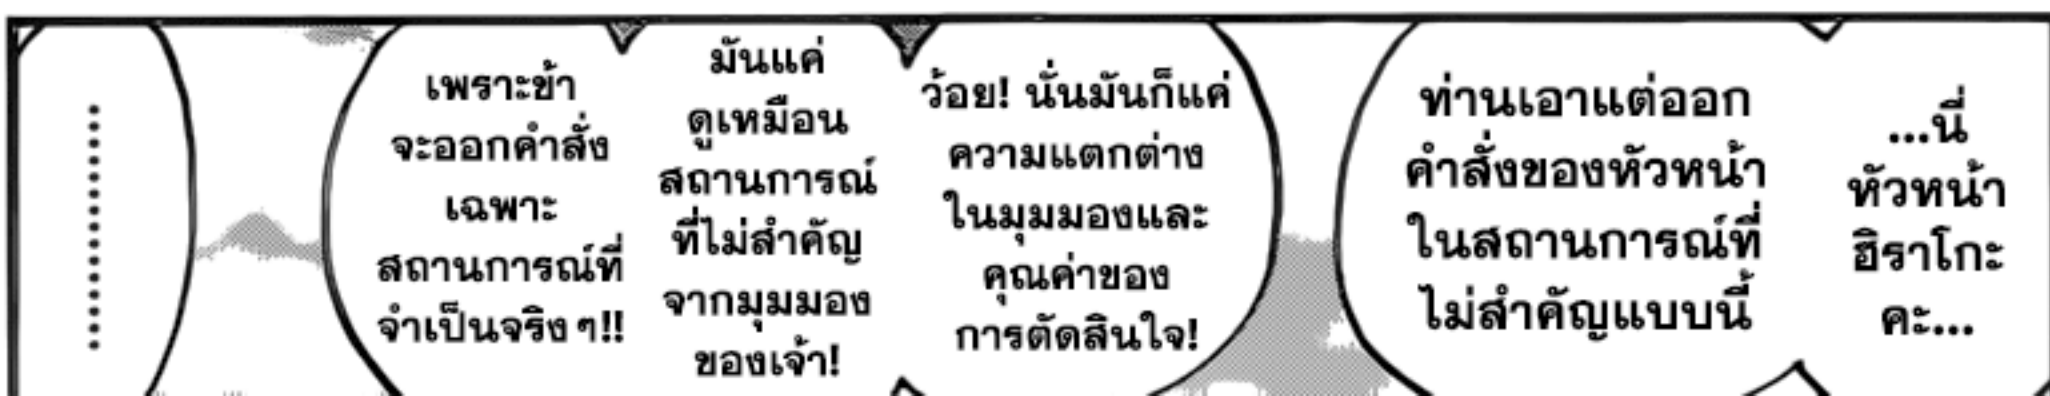 ...นี่
หัวหน้า
ฮิราโกะ
คะ...
ท่านเอาแต่ออก
คำสั่งของหัวหน้า
ในสถานการณ์ที่
ไม่สำคัญแบบนี้
ว้อย! นั่นมันก็แค่
ความแตกต่าง
ในมุมมองและ
คุณค่าของ
การตัดสินใจ!
มันแค่
ดูเหมือน
สถานการณ์
ที่ไม่สำคัญ
จากมุมมอง
ของเจ้า!
เพราะข้า
จะออกคำสั่ง
เฉพาะ
สถานการณ์ที่
จำเป็นจริง ๆ!!
..................